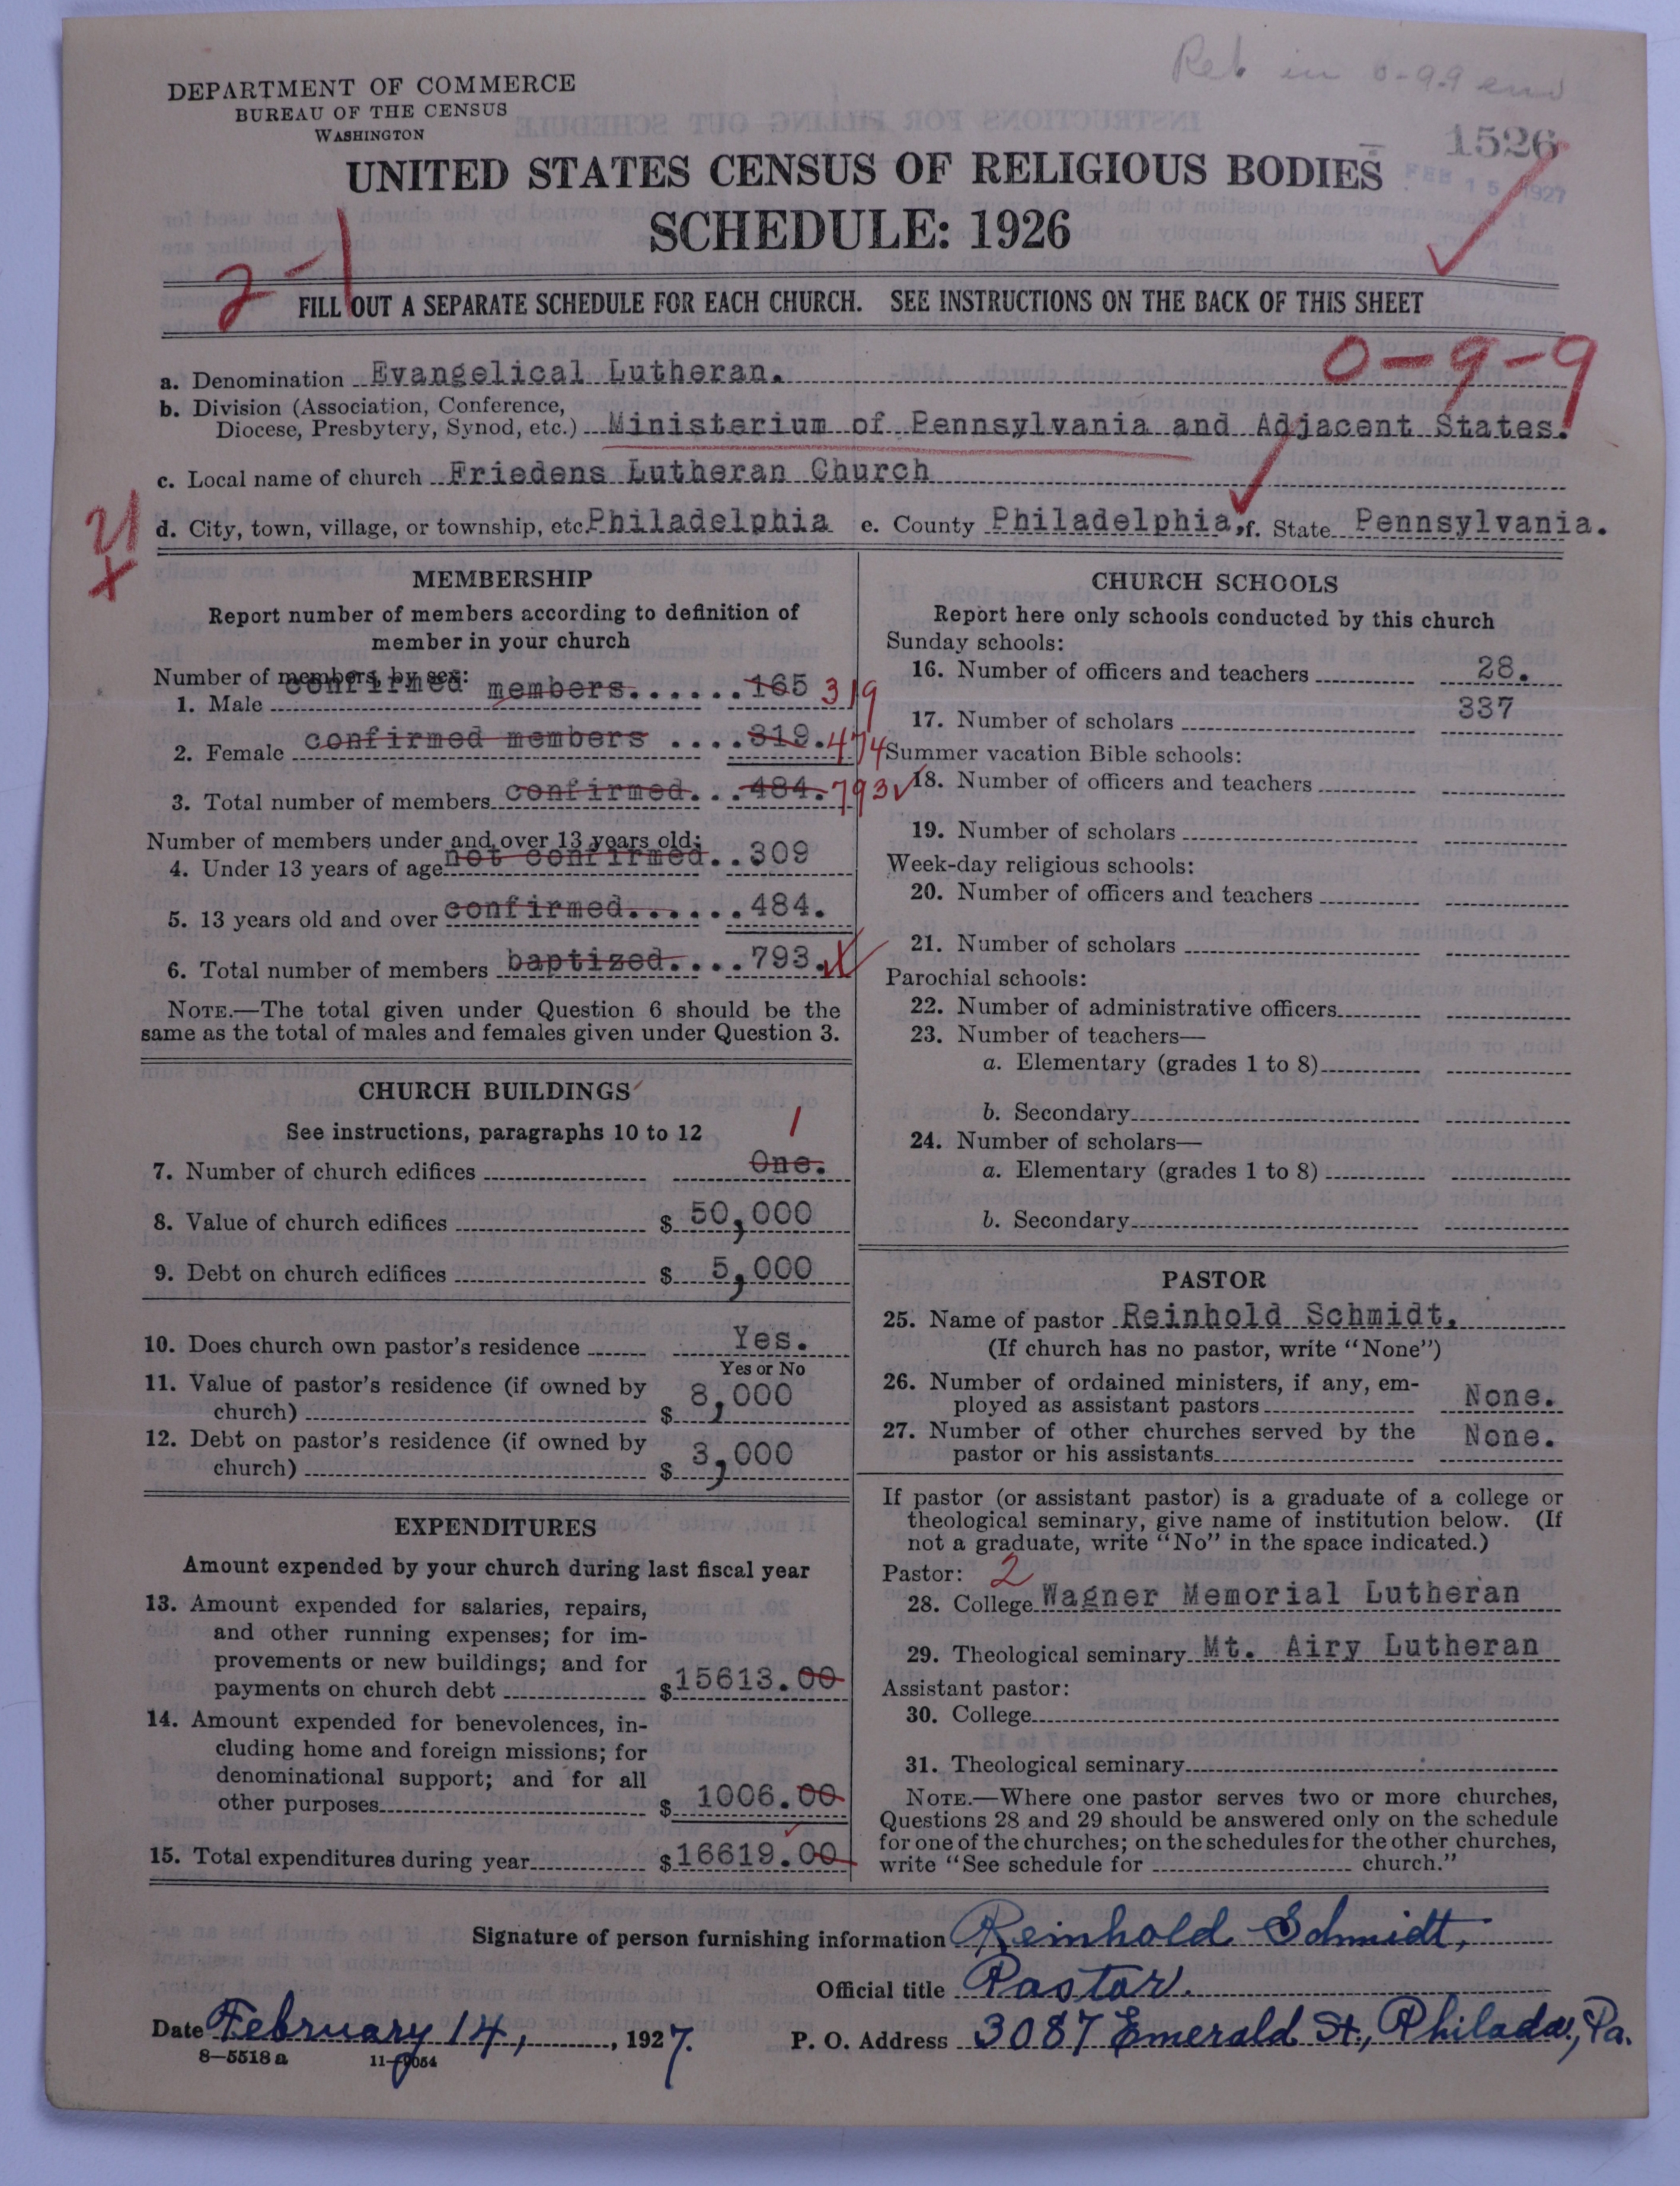 Ret in 0-9-9 end
DEPARTMENT OF COMMERCE
BUREAU OF THE CENSUS
WASHINGTON
1526
FEB 15 1927
UNITED STATES CENSUS OF RELIGIOUS BODIES
SCHEDULE: 1926
2-1
FILL OUT A SEPARATE SCHEDULE FOR EACH CHURCH. SEE INSTRUCTIONS ON THE BACK OF THIS SHEET
0-9-9
a. Denomination Evangelical Lutheran.
b. Division (Association, Conference,
Diocese, Presbytery, Synod, etc.) Ministerium of Pennsylvania and Adjacent States.
c. Local name of church Friedens Lutheran Church
d. City, town, village, or township, etc. Philadelphia e. County Philadelphia, f. State Pennsylvania.
MEMBERSHIP
Report number of members according to definition of
member in your church
Number of members, by sex:
1. Male confirmed members......165 319
2. Female confirmed members ....319. 474
3. Total number of members confirmed...484. 793
Number of members under and over 13 years old:
4. Under 13 years of age not confirmed..309
5. 13 years old and over confirmed......484.
6. Total number of members baptized....793.
NOTE.—The total given under Question 6 should be the
same as the total of males and females given under Question 3.
CHURCH BUILDINGS
See instructions, paragraphs 10 to 12
1
7. Number of church edifices One.
8. Value of church edifices $ 50,000
9. Debt on church edifices $ 5,000
10. Does church own pastor's residence Yes.
Yes or No
11. Value of pastor's residence (if owned by
church) $ 8,000
12. Debt on pastor's residence (if owned by
church) $ 3,000
EXPENDITURES
Amount expended by your church during last fiscal year
13. Amount expended for salaries, repairs,
and other running expenses; for im-
provements or new buildings; and for
payments on church debt $15613.00
14. Amount expended for benevolences, in-
cluding home and foreign missions; for
denominational support; and for all
other purposes $ 1006.00
15. Total expenditures during year $16619.00
CHURCH SCHOOLS
Report here only schools conducted by this church
Sunday schools:
16. Number of officers and teachers 28.
17. Number of scholars 337
Summer vacation Bible schools:
18. Number of officers and teachers
19. Number of scholars
Week-day religious schools:
20. Number of officers and teachers
21. Number of scholars
Parochial schools:
22. Number of administrative officers
23. Number of teachers—
a. Elementary (grades 1 to 8)
b. Secondary
24. Number of scholars—
a. Elementary (grades 1 to 8)
b. Secondary
PASTOR
25. Name of pastor Reinhold Schmidt.
(If church has no pastor, write "None")
26. Number of ordained ministers, if any, em-
ployed as assistant pastors None.
27. Number of other churches served by the
pastor or his assistants None.
If pastor (or assistant pastor) is a graduate of a college or
theological seminary, give name of institution below. (If
not a graduate, write "No" in the space indicated.)
Pastor: 2
28. College Wagner Memorial Lutheran
29. Theological seminary Mt. Airy Lutheran
Assistant pastor:
30. College
31. Theological seminary
NOTE.—Where one pastor serves two or more churches,
Questions 28 and 29 should be answered only on the schedule
for one of the churches; on the schedules for the other churches,
write "See schedule for church."
Signature of person furnishing information Reinhold Schmidt,
Official title Pastor.
Date February 14, , 1927. P. O. Address 3087 Emerald St., Philada., Pa.
8—5518a